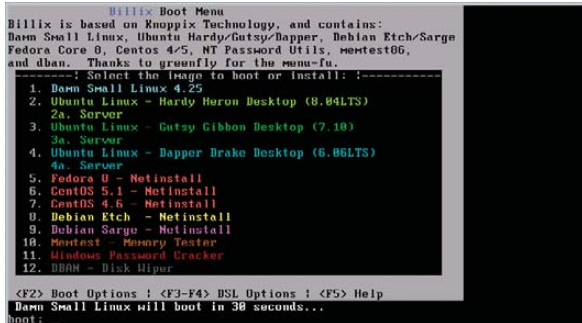 Billix Boot Menu
Billix is based on Knoppix Technology, and contains:
Damn Small Linux, Ubuntu Hardy/Gutsy/Dapper, Debian Etch/Sarge
Fedora Core 8, Centos 4/5, NT Password Utils, memtest86,
and dban. Thanks to greenfly for the menu-fu.
--------¦ Select the image to boot or install: ¦-----------
1. Damn Small Linux 4.25
2. Ubuntu Linux - Hardy Heron Desktop (8.04LTS)
2a. Server
3. Ubuntu Linux - Gutsy Gibbon Desktop (7.10)
3a. Server
4. Ubuntu Linux - Dapper Drake Desktop (6.06LTS)
4a. Server
5. Fedora 8 - Netinstall
6. CentOS 5.1 - Netinstall
7. CentOS 4.6 - Netinstall
8. Debian Etch - Netinstall
9. Debian Sarge - Netinstall
10. Memtest - Memory Tester
11. Windows Password Cracker
12. DBAN - Disk Wiper
<F2> Boot Options ¦ <F3-F4> DSL Options ¦ <F5> Help
Damn Small Linux will boot in 30 seconds...
boot: